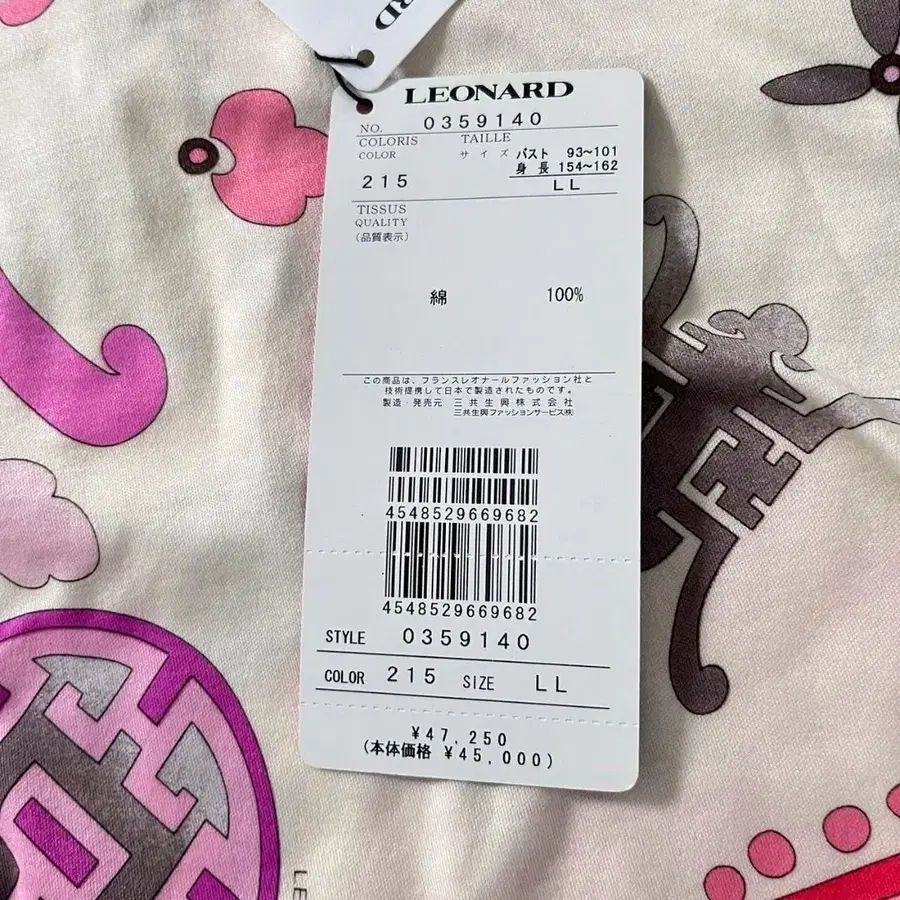 RD
LEONARD
NO. 0359140
COLORIS TAILLE
COLOR サイズ バスト 93~101
身長 154~162
215 LL
TISSUS
QUALITY
(品質表示)
綿 100%
この商品は、フランスレオナールファッション社と
技術提携して日本で製造されたものです。
製造・発売元 三共生興株式会社
三共生興ファッションサービス(株)
4548529669682
4548529669682
STYLE 0359140
COLOR 215 SIZE LL
¥47,250
(本体価格 ¥45,000)
LE